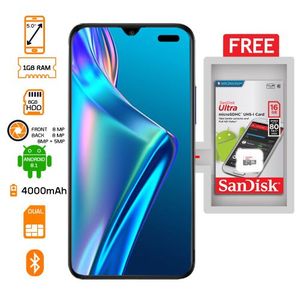 5.0"
1GB RAM
8GB
HDD
FRONT 8 MP
BACK 8 MP
8MP + 5MP
ANDROID
8.1
4000mAh
DUAL
FREE
SanDisk
Ultra
microSDHC UHS-I Card
16
GB
80
SanDisk